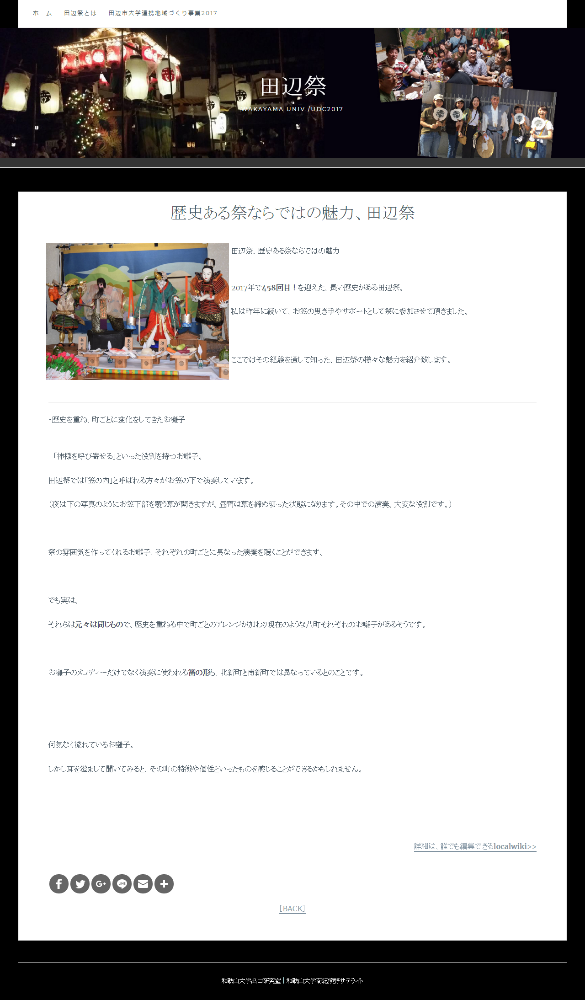 ホーム 田辺祭とは 田辺市大学連携地域づくり事業2017
田辺祭
WAKAYAMA UNIV./UDC2017
歴史ある祭ならではの魅力、田辺祭
田辺祭、歴史ある祭ならではの魅力
2017年で458回目！を迎えた、長い歴史がある田辺祭。
私は昨年に続いて、お笠の曳き手やサポートとして祭に参加させて頂きました。
ここではその経験を通して知った、田辺祭の様々な魅力を紹介致します。
・歴史を重ね、町ごとに変化をしてきたお囃子
「神様を呼び寄せる」といった役割を持つお囃子。
田辺祭では「笠の内」と呼ばれる方々がお笠の下で演奏しています。
（夜は下の写真のようにお笠下部を覆う幕が開きますが、昼間は幕を締め切った状態になります。その中での演奏、大変な役割です。）
祭の雰囲気を作ってくれるお囃子、それぞれの町ごとに異なった演奏を聴くことができます。
でも実は、
それらは元々は同じもので、歴史を重ねる中で町ごとのアレンジが加わり現在のような八町それぞれのお囃子があるそうです。
お囃子のメロディーだけでなく演奏に使われる笛の形も、北新町と南新町では異なっているとのことです。
何気なく流れているお囃子。
しかし耳を澄まして聞いてみると、その町の特徴や個性といったものを感じることができるかもしれません。
詳細は、誰でも編集できるlocalwiki>>
LINE
[BACK]
和歌山大学出口研究室 | 和歌山大学南紀熊野サテライト